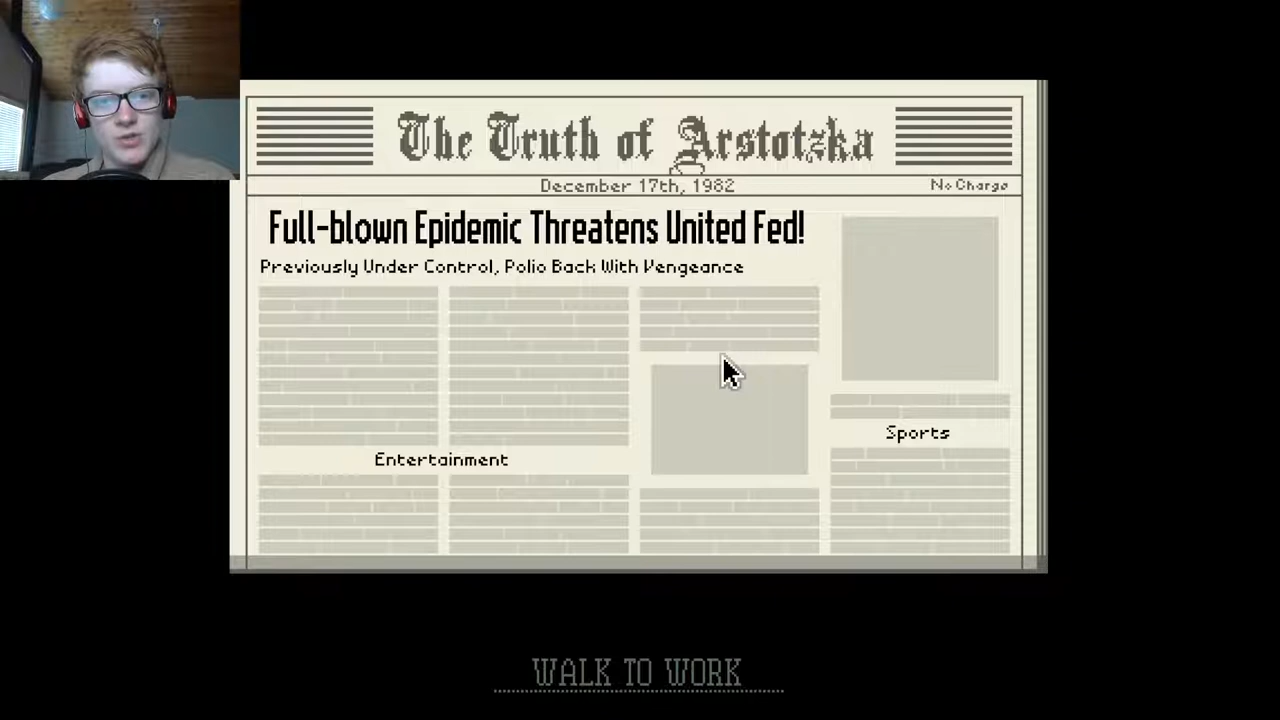 The Truth of Arstotzka
December 17th, 1982
No Charge
Full-blown Epidemic Threatens United Fed!
Previously Under Control, Polio Back With Vengeance
Sports
Entertainment
WALK TO WORK